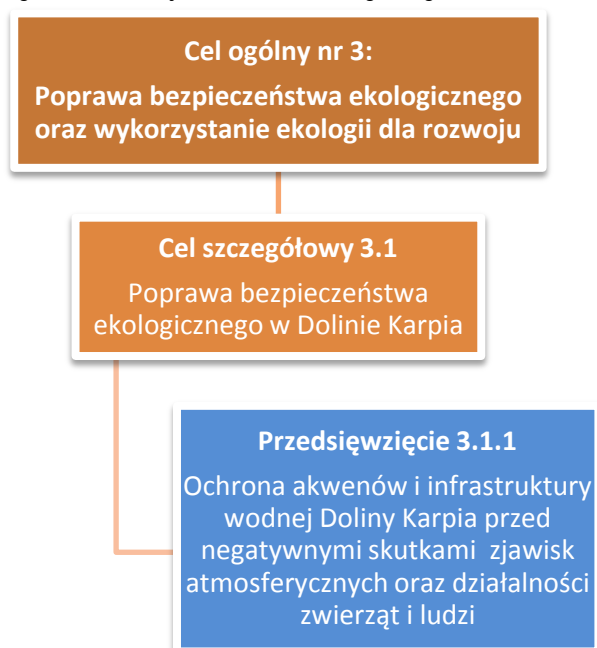 Cel ogólny nr 3:
Poprawa bezpieczeństwa ekologicznego
oraz wykorzystanie ekologii dla rozwoju
Cel szczegółowy 3.1
Poprawa bezpieczeństwa
ekologicznego w Dolinie Karpia
Przedsięwzięcie 3.1.1
Ochrona akwenów i infrastruktury
wodnej Doliny Karpia przed
negatywnymi skutkami zjawisk
atmosferycznych oraz działalności
zwierząt i ludzi